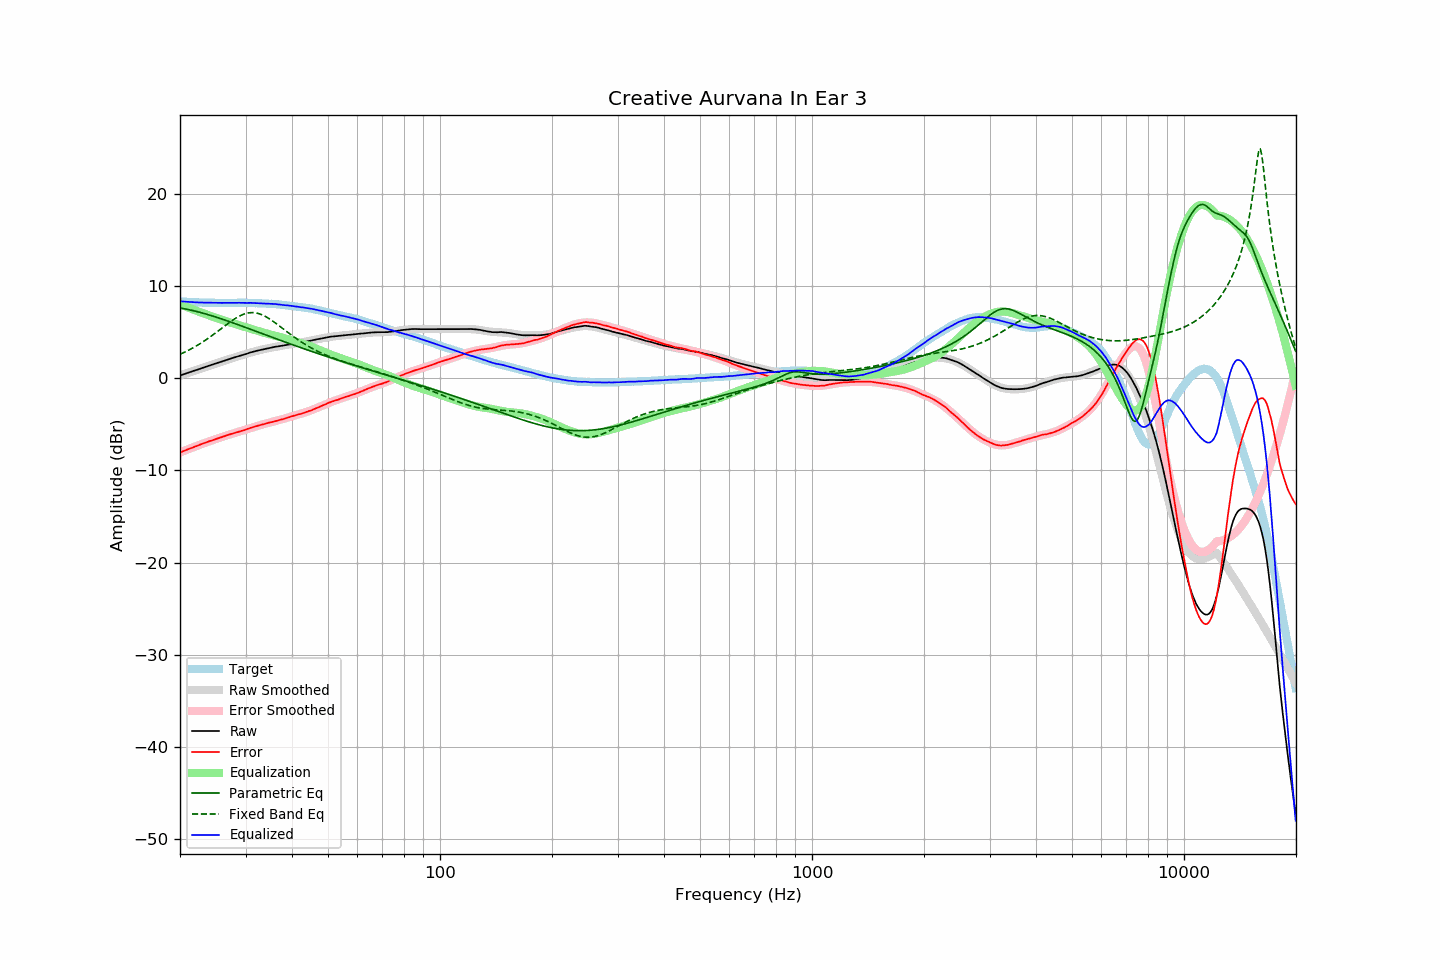 Creative Aurvana In Ear 3
20
10
0
−10
−20
−30
−40
−50
Amplitude (dBr)
Target
Raw Smoothed
Error Smoothed
Raw
Error
Equalization
Parametric Eq
Fixed Band Eq
Equalized
100 1000 10000
Frequency (Hz)